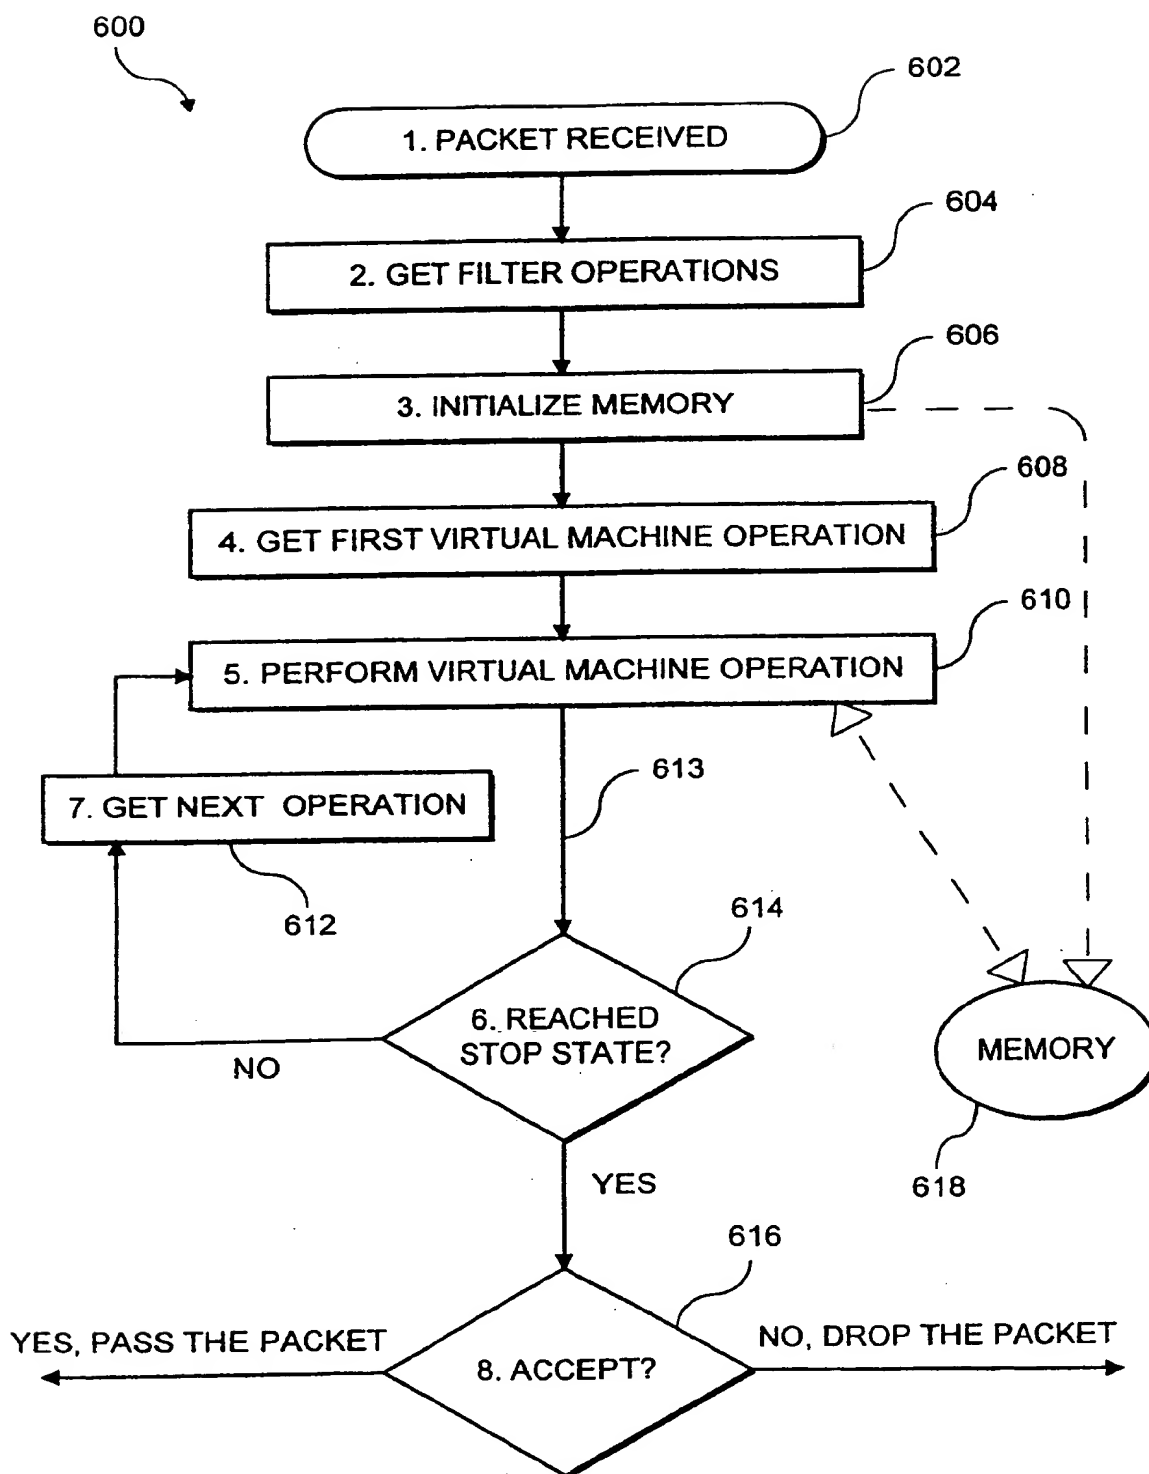 600
602
1. PACKET RECEIVED
604
2. GET FILTER OPERATIONS
606
3. INITIALIZE MEMORY
608
4. GET FIRST VIRTUAL MACHINE OPERATION
610
5. PERFORM VIRTUAL MACHINE OPERATION
613
7. GET NEXT OPERATION
612
614
6. REACHED
STOP STATE?
NO
MEMORY
618
YES
616
YES, PASS THE PACKET
NO, DROP THE PACKET
8. ACCEPT?